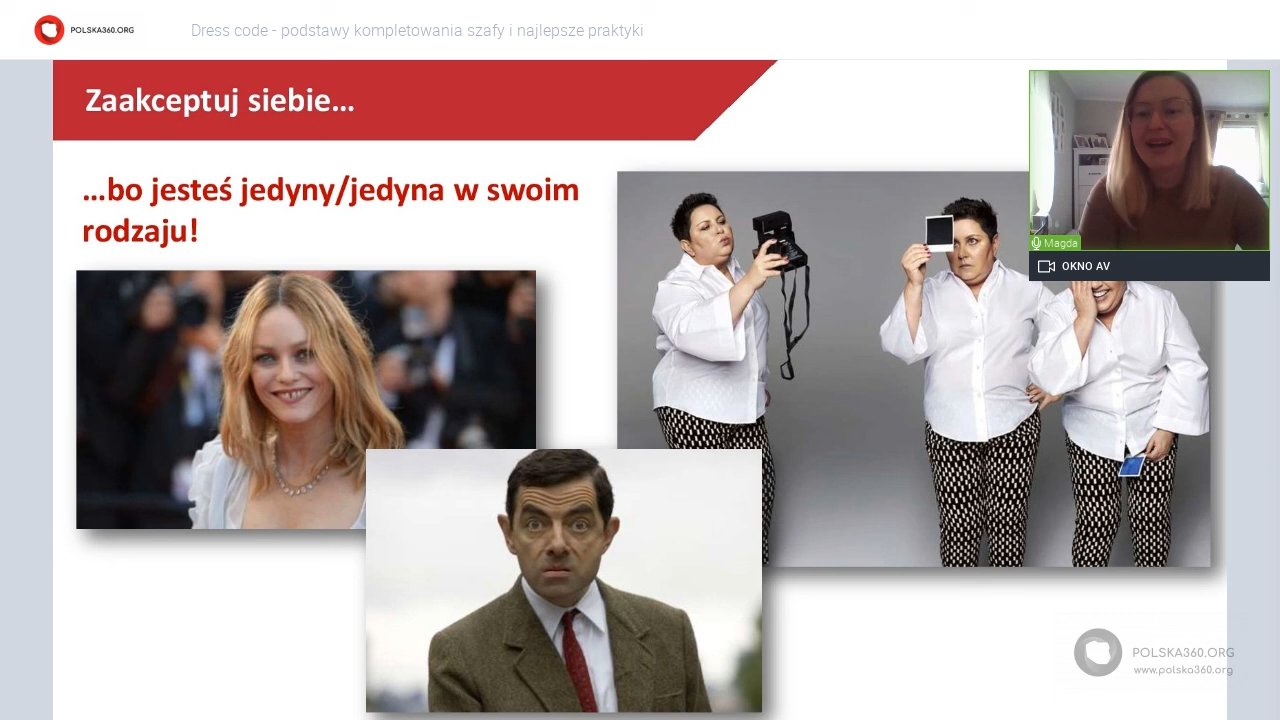 POLSKA360.ORG
Dress code - podstawy kompletowania szafy i najlepsze praktyki
Zaakceptuj siebie...
...bo jesteś jedyny/jedyna w swoim
rodzaju!
Magda
OKNO AV
POLSKA360.ORG
www.polska360.org